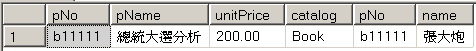 pNo pName unitPrice catalog pNo name
1 b11111 總統大選分析 200.00 Book b11111 張大炮